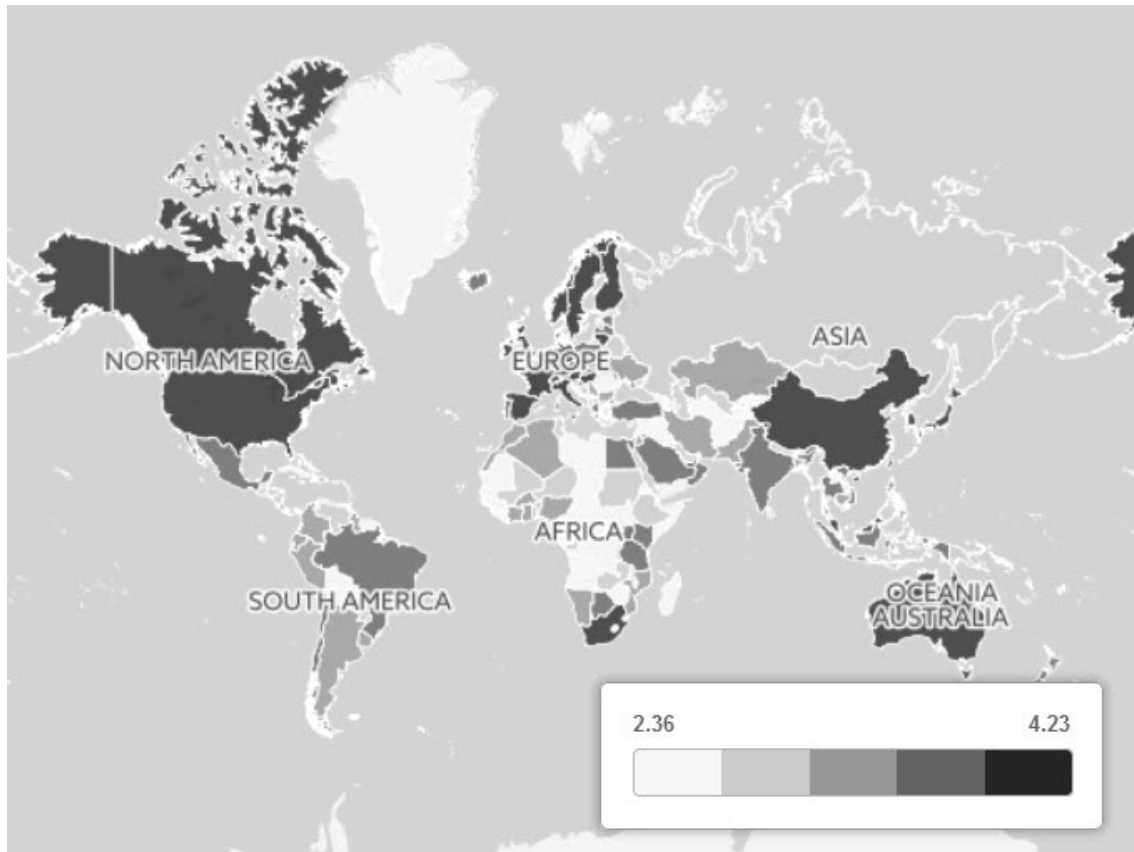 ASIA
NORTH AMERICA
EUROPE
AFRICA
SOUTH AMERICA
OCEANIA
AUSTRALIA
2.36
4.23